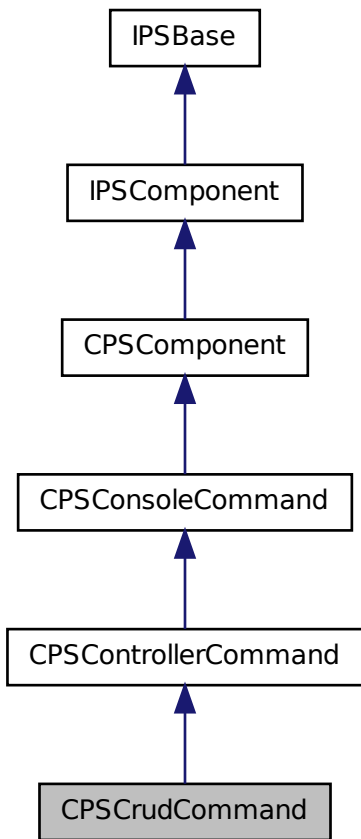 IPSBase
IPSComponent
CPSComponent
CPSConsoleCommand
CPSControllerCommand
CPSCrudCommand